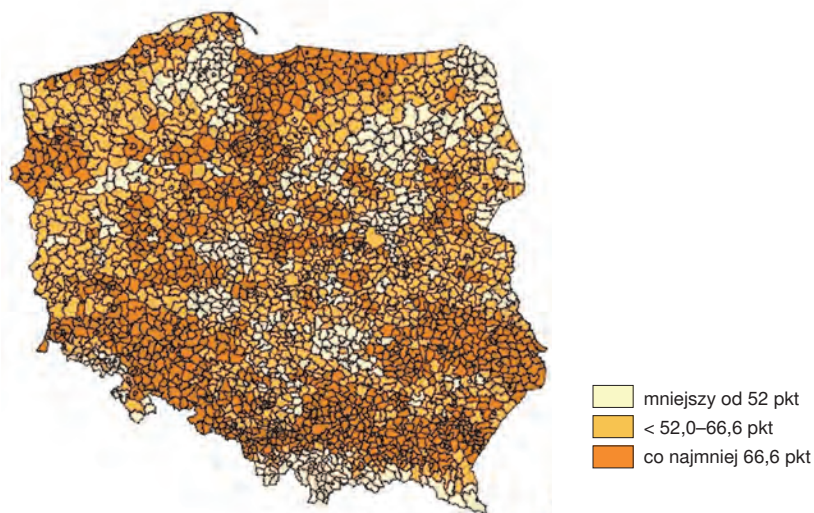 mniejszy od 52 pkt
< 52,0–66,6 pkt
co najmniej 66,6 pkt